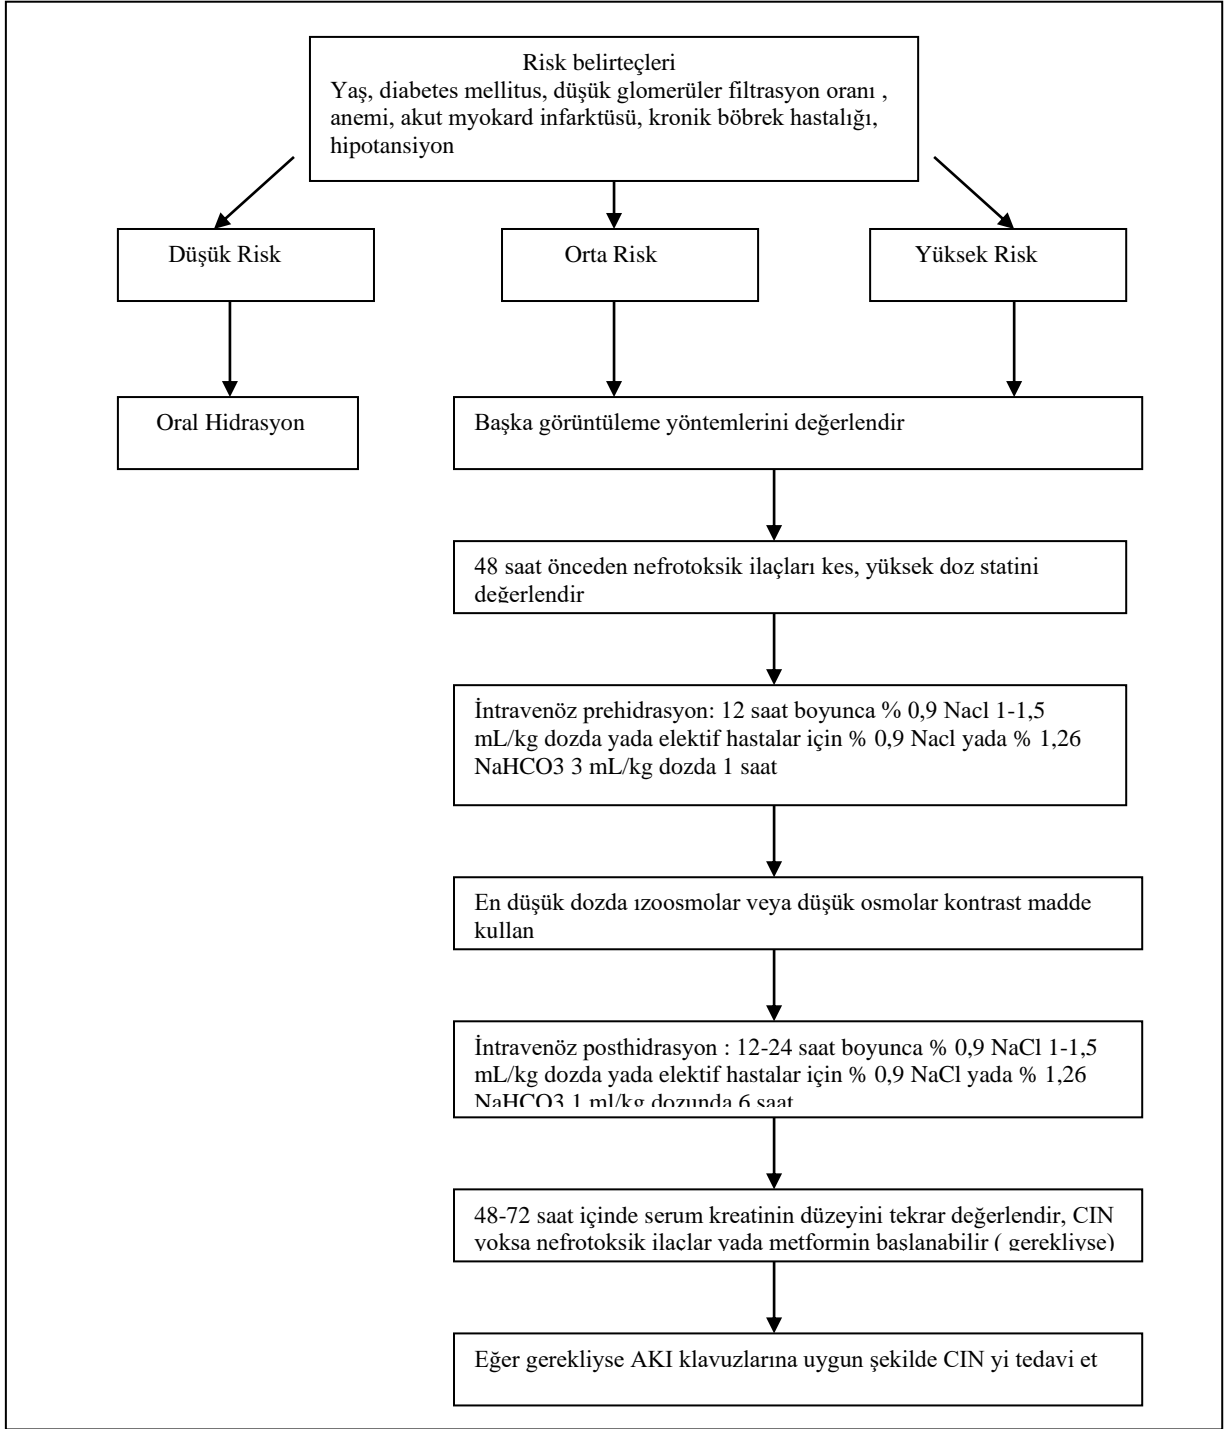 Risk belirteçleri
Yaş, diabetes mellitus, düşük glomerüler filtrasyon oranı ,
anemi, akut myokard infarktüsü, kronik böbrek hastalığı,
hipotansiyon
Düşük Risk
Orta Risk
Yüksek Risk
Oral Hidrasyon
Başka görüntüleme yöntemlerini değerlendir
48 saat önceden nefrotoksik ilaçları kes, yüksek doz statini
değerlendir
İntravenöz prehidrasyon: 12 saat boyunca % 0,9 Nacl 1-1,5
mL/kg dozda yada elektif hastalar için % 0,9 Nacl yada % 1,26
NaHCO3 3 mL/kg dozda 1 saat
En düşük dozda ızoosmolar veya düşük osmolar kontrast madde
kullan
İntravenöz posthidrasyon : 12-24 saat boyunca % 0,9 NaCl 1-1,5
mL/kg dozda yada elektif hastalar için % 0,9 NaCl yada % 1,26
NaHCO3 1 ml/kg dozunda 6 saat
48-72 saat içinde serum kreatinin düzeyini tekrar değerlendir, CIN
yoksa nefrotoksik ilaçlar yada metformin başlanabilir ( gerekliyse)
Eğer gerekliyse AKI klavuzlarına uygun şekilde CIN yi tedavi et